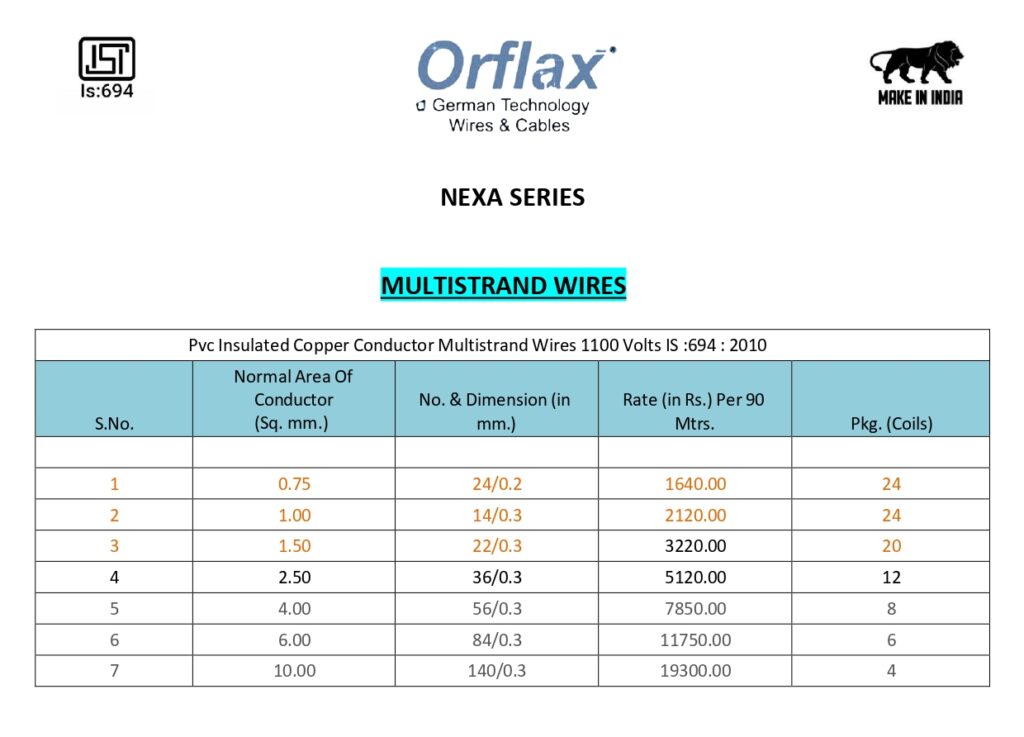 Is:694
Orflax
German Technology
Wires & Cables
MAKE IN INDIA
NEXA SERIES
MULTISTRAND WIRES
Pvc Insulated Copper Conductor Multistrand Wires 1100 Volts IS :694 : 2010
S.No. Normal Area Of Conductor (Sq. mm.) No. & Dimension (in mm.) Rate (in Rs.) Per 90 Mtrs. Pkg. (Coils)
1 0.75 24/0.2 1640.00 24
2 1.00 14/0.3 2120.00 24
3 1.50 22/0.3 3220.00 20
4 2.50 36/0.3 5120.00 12
5 4.00 56/0.3 7850.00 8
6 6.00 84/0.3 11750.00 6
7 10.00 140/0.3 19300.00 4